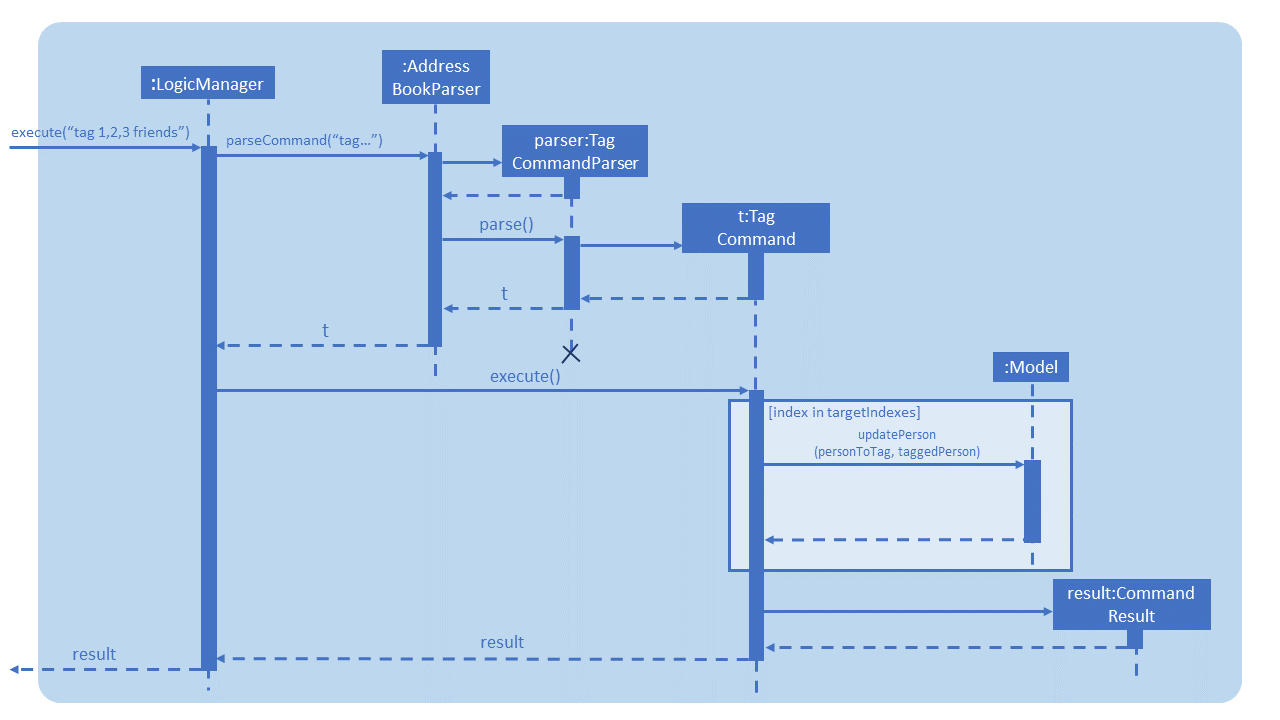 :Address
BookParser
:LogicManager
execute(“tag 1,2,3 friends”)
parseCommand(“tag…”)
parser:Tag
CommandParser
t:Tag
Command
parse()
t
t
execute()
:Model
[index in targetIndexes]
updatePerson
(personToTag, taggedPerson)
result:Command
Result
result
result